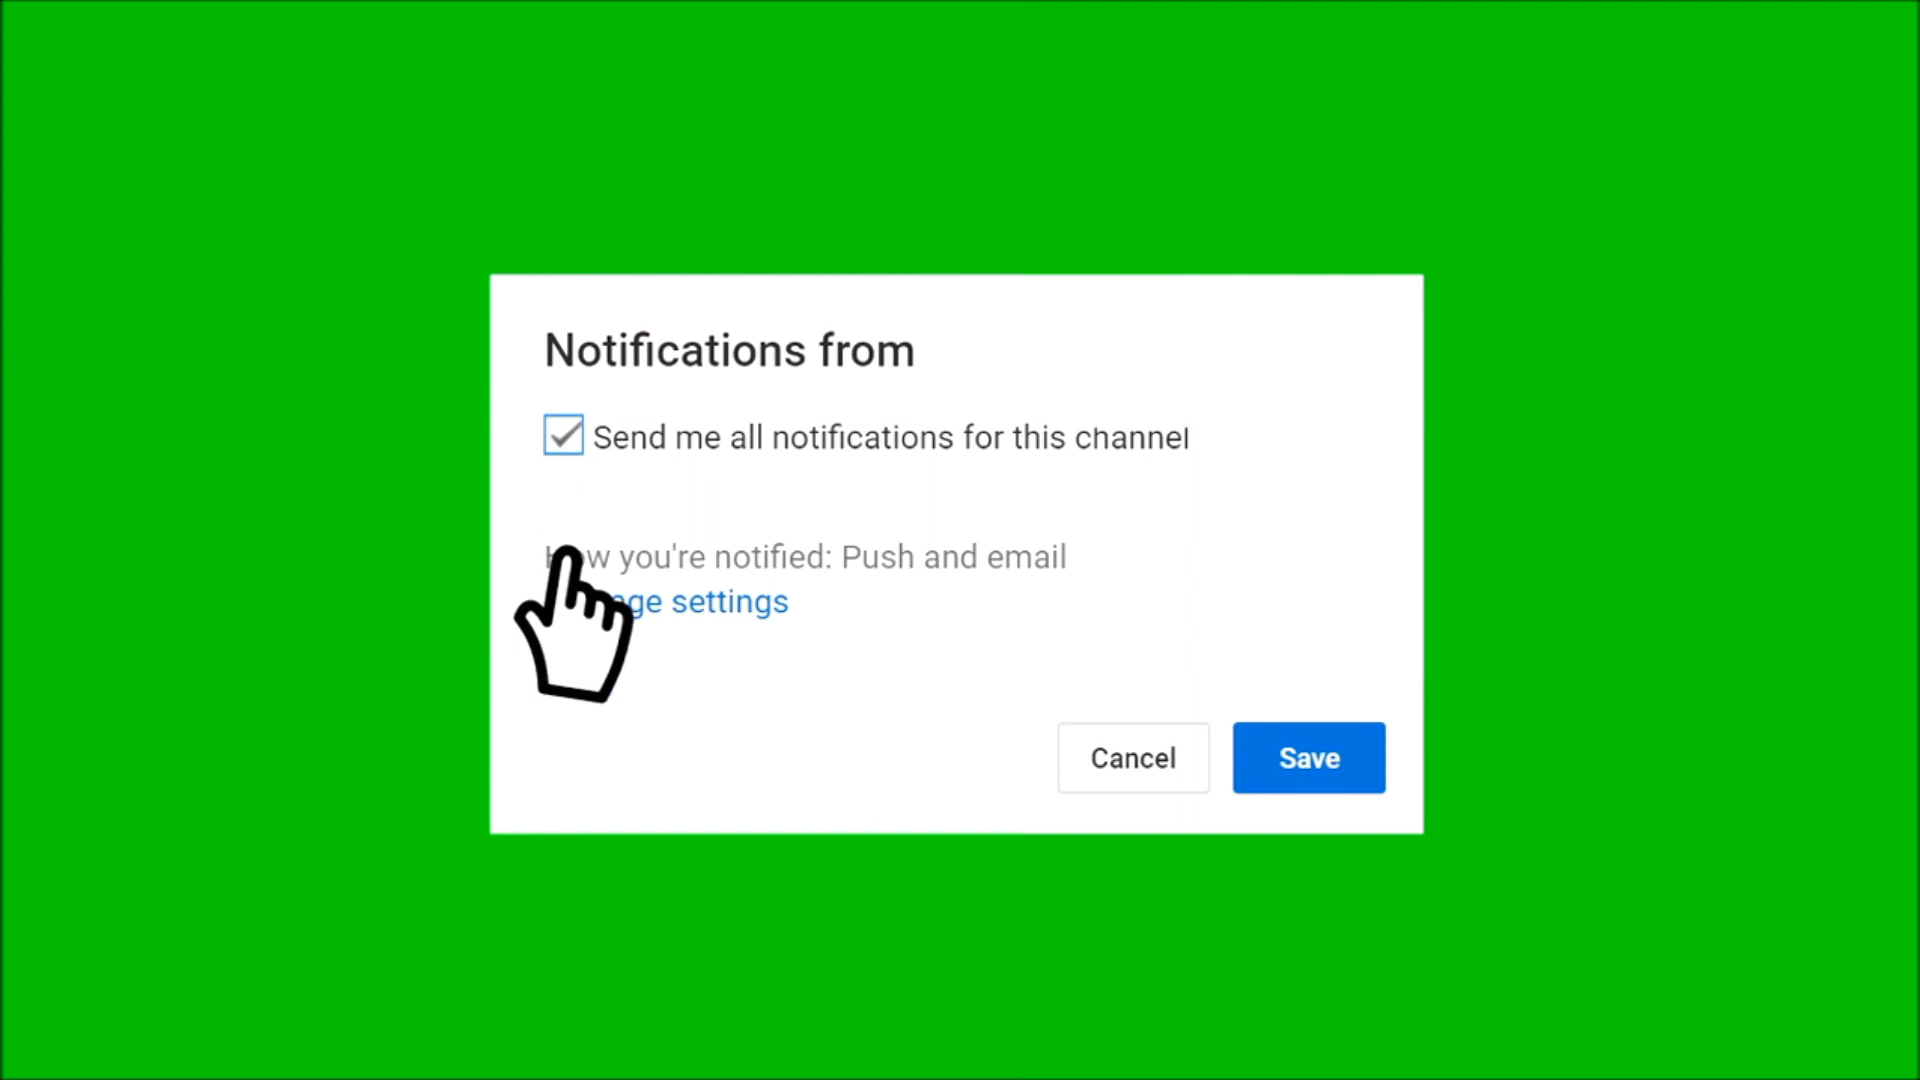 Notifications from
Send me all notifications for this channel
you're notified: Push and email
settings
Cancel
Save